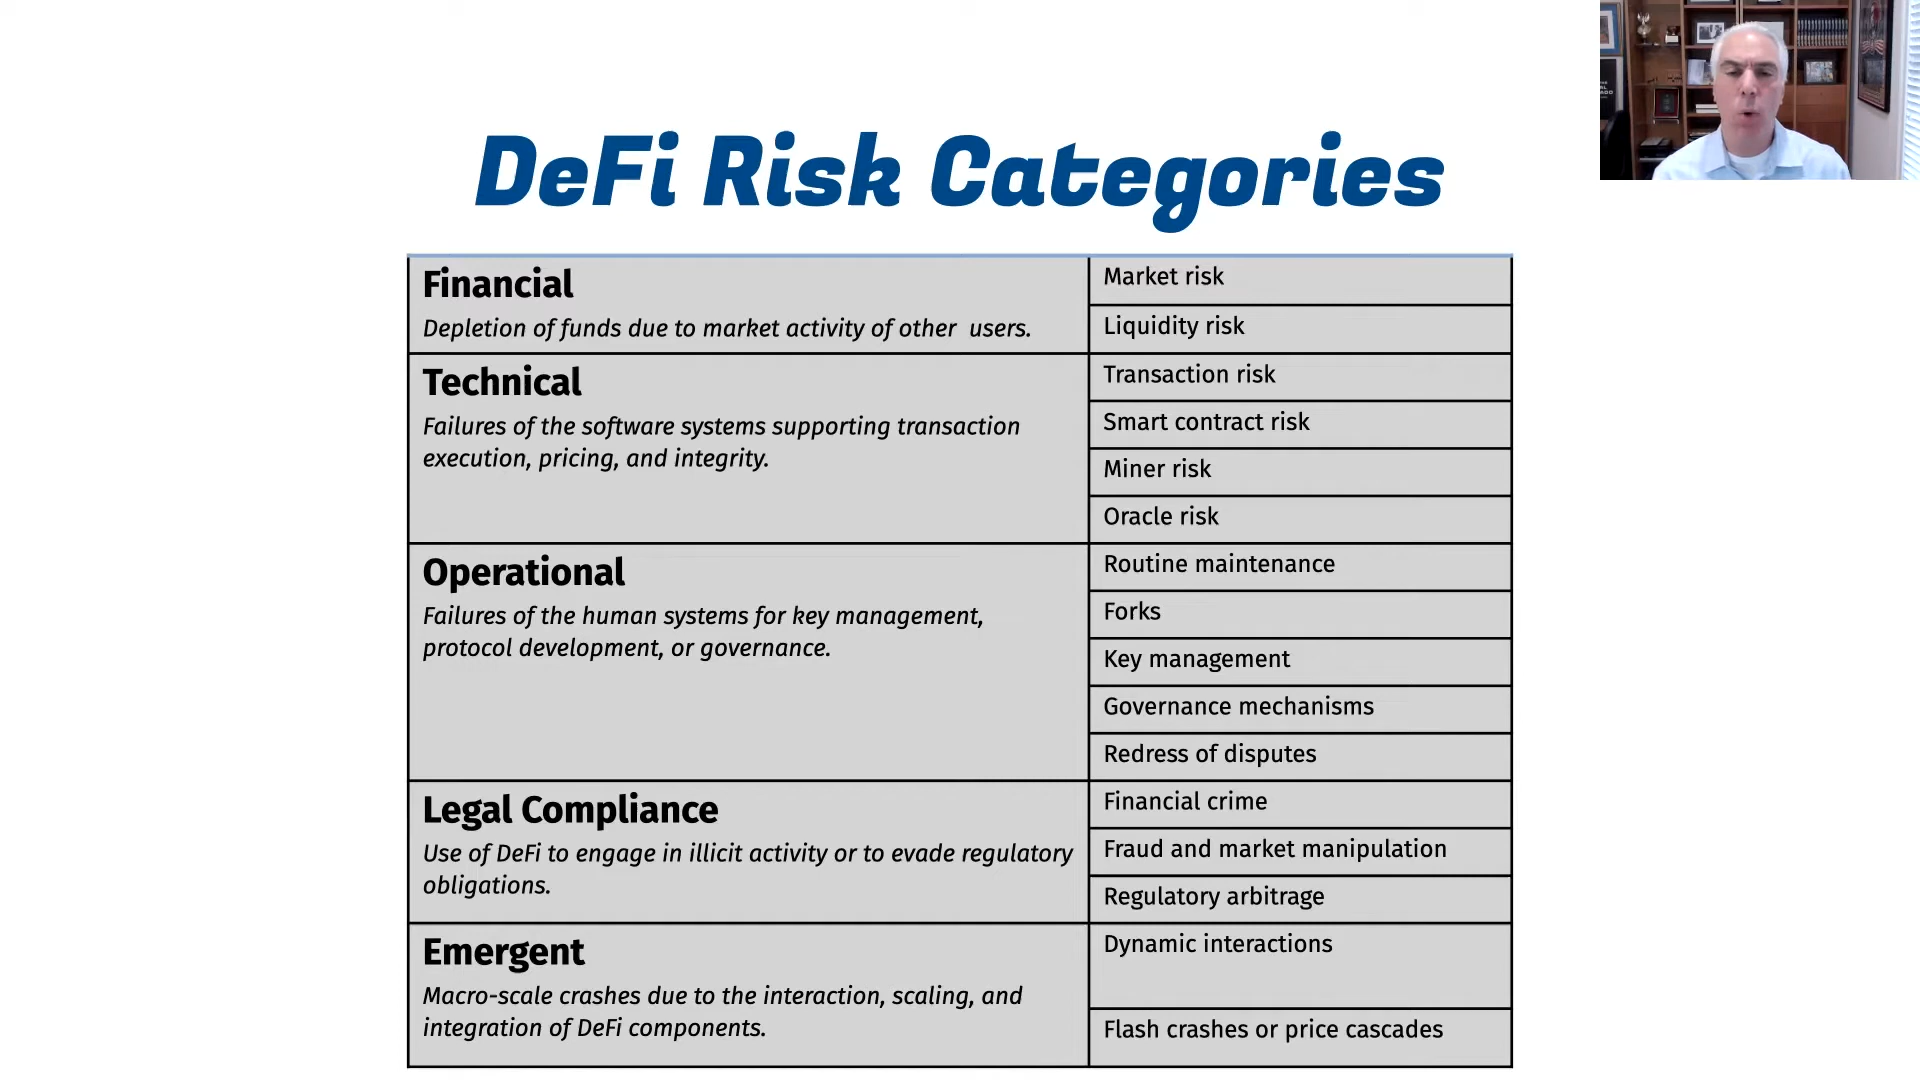 DeFi Risk Categories
Financial
Depletion of funds due to market activity of other users.
Market risk
Liquidity risk
Technical
Failures of the software systems supporting transaction
execution, pricing, and integrity.
Transaction risk
Smart contract risk
Miner risk
Oracle risk
Operational
Failures of the human systems for key management,
protocol development, or governance.
Routine maintenance
Forks
Key management
Governance mechanisms
Redress of disputes
Legal Compliance
Use of DeFi to engage in illicit activity or to evade regulatory
obligations.
Financial crime
Fraud and market manipulation
Regulatory arbitrage
Emergent
Macro-scale crashes due to the interaction, scaling, and
integration of DeFi components.
Dynamic interactions
Flash crashes or price cascades